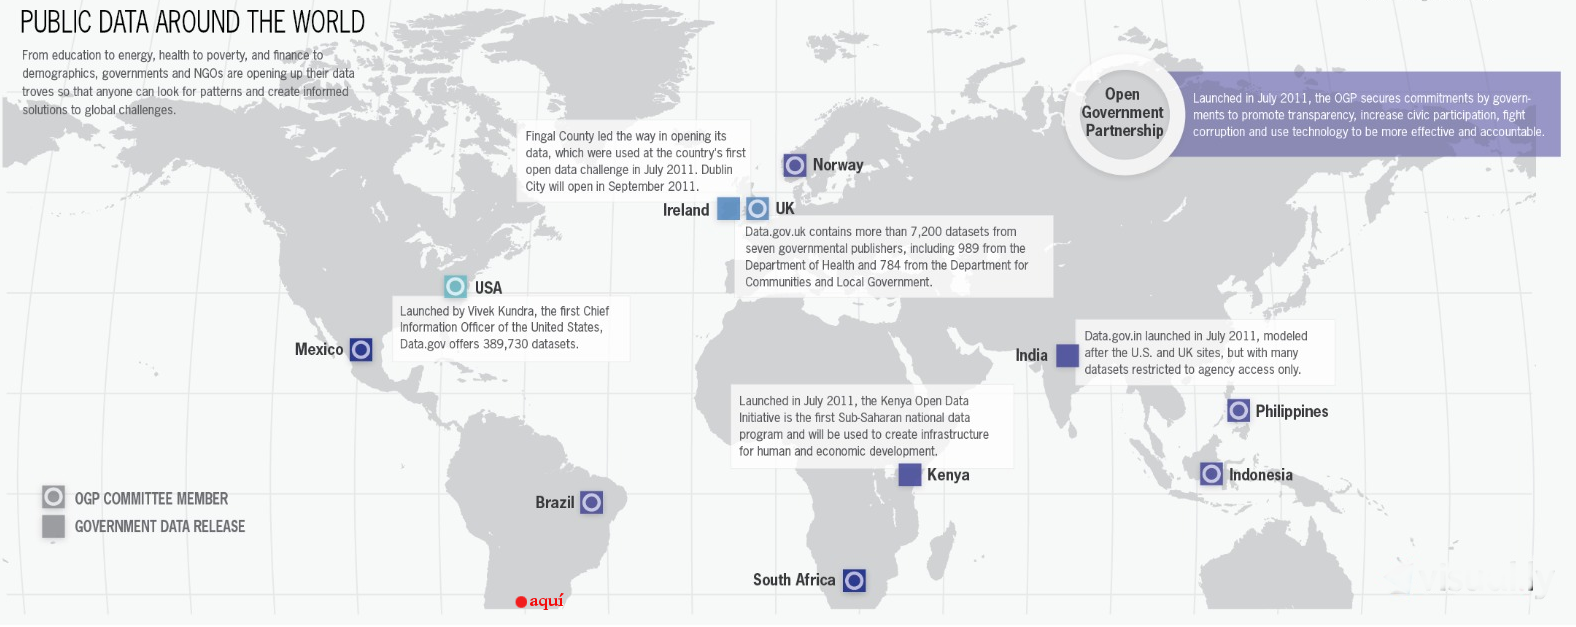 PUBLIC DATA AROUND THE WORLD
From education to energy, health to poverty, and finance to
demographics, governments and NGOs are opening up their data
troves so that anyone can look for patterns and create informed
solutions to global challenges.
Open
Government
Partnership
Launched in July 2011, the OGP secures commitments by govern-
ments to promote transparency, increase civic participation, fight
corruption and use technology to be more effective and accountable.
Fingal County led the way in opening its
data, which were used at the country's first
open data challenge in July 2011. Dublin
City will open in September 2011.
Norway
Ireland
UK
Data.gov.uk contains more than 7,200 datasets from
seven governmental publishers, including 989 from the
Department of Health and 784 from the Department for
Communities and Local Government.
USA
Launched by Vivek Kundra, the first Chief
Information Officer of the United States,
Data.gov offers 389,730 datasets.
Mexico
India
Data.gov.in launched in July 2011, modeled
after the U.S. and UK sites, but with many
datasets restricted to agency access only.
Launched in July 2011, the Kenya Open Data
Initiative is the first Sub-Saharan national data
program and will be used to create infrastructure
for human and economic development.
Philippines
Kenya
Indonesia
OGP COMMITTEE MEMBER
GOVERNMENT DATA RELEASE
Brazil
South Africa
aquí
visual.ly